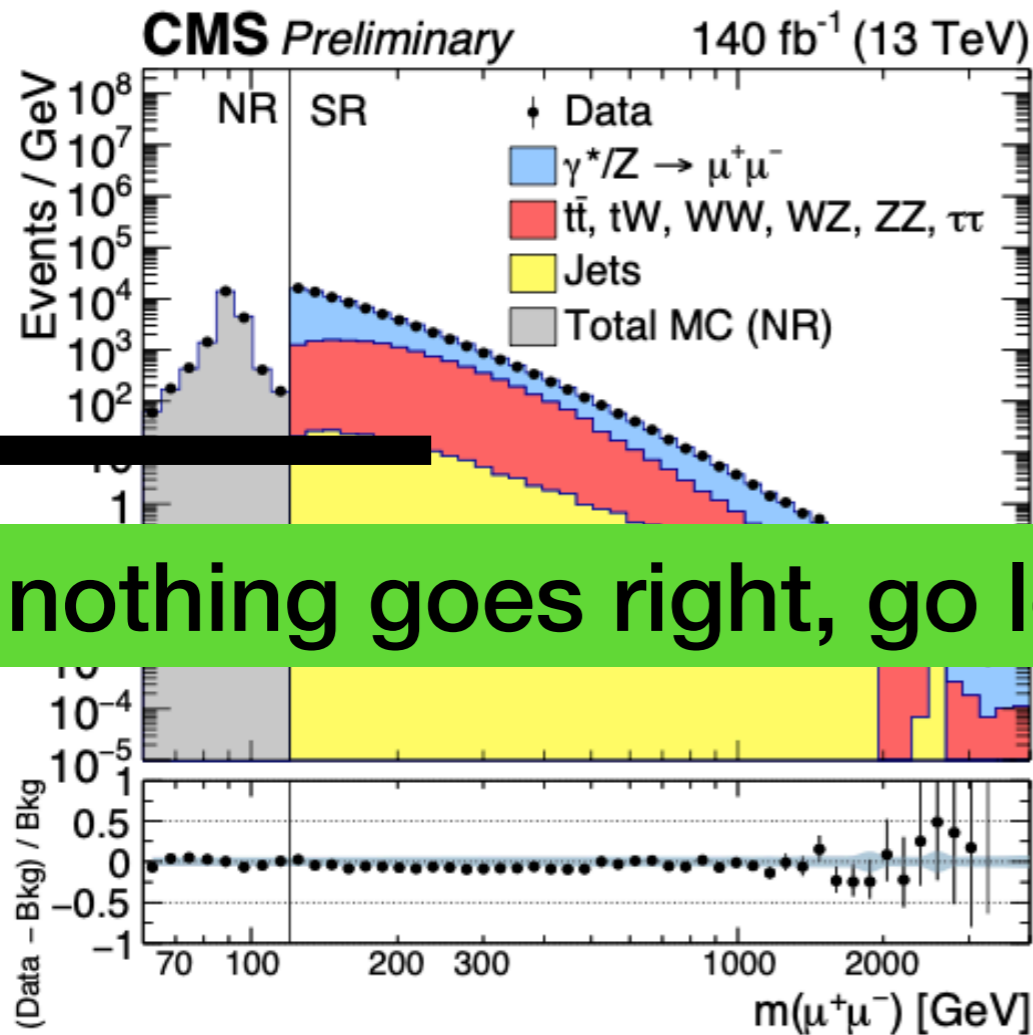 CMS Preliminary 140 fb⁻¹ (13 TeV)
Events / GeV
NR SR
Data
γ*/Z → μ⁺μ⁻
tt̄, tW, WW, WZ, ZZ, ττ
Jets
Total MC (NR)
10⁸
10⁷
10⁶
10⁵
10⁴
10³
10²
1
nothing goes right, go
10⁻⁴
10⁻⁵
(Data – Bkg) / Bkg
1
0.5
0
−0.5
−1
70 100 200 300 1000 2000
m(μ⁺μ⁻) [GeV]